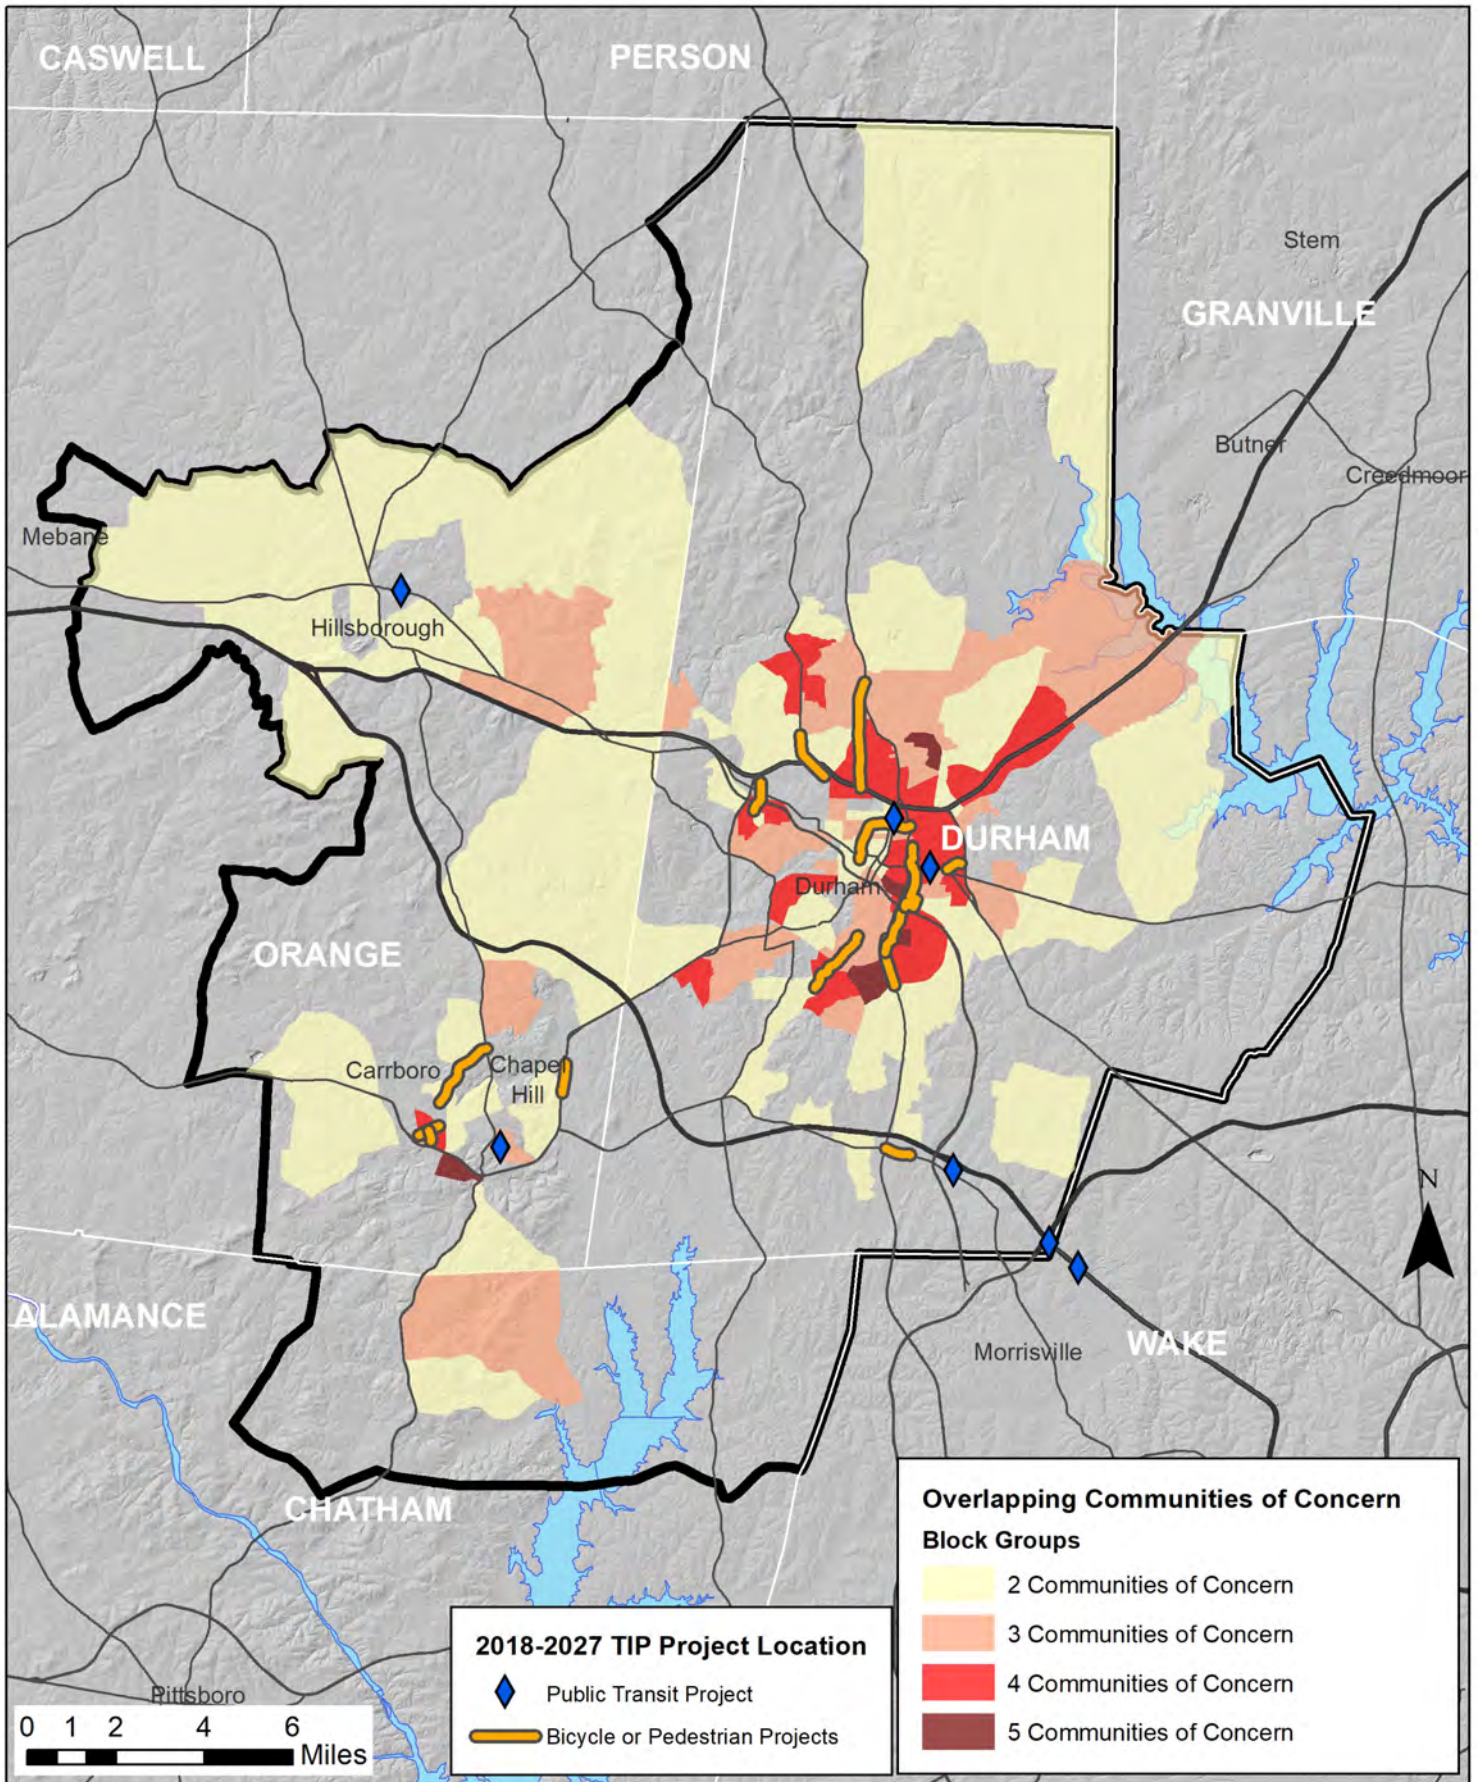 CASWELL
PERSON
Stem
GRANVILLE
Butner
Creedmoor
Mebane
Hillsborough
DURHAM
Durham
ORANGE
Carrboro
Chapel
Hill
N
ALAMANCE
WAKE
Morrisville
CHATHAM
Pittsboro
0 1 2 4 6
Miles
2018-2027 TIP Project Location
Public Transit Project
Bicycle or Pedestrian Projects
Overlapping Communities of Concern
Block Groups
2 Communities of Concern
3 Communities of Concern
4 Communities of Concern
5 Communities of Concern